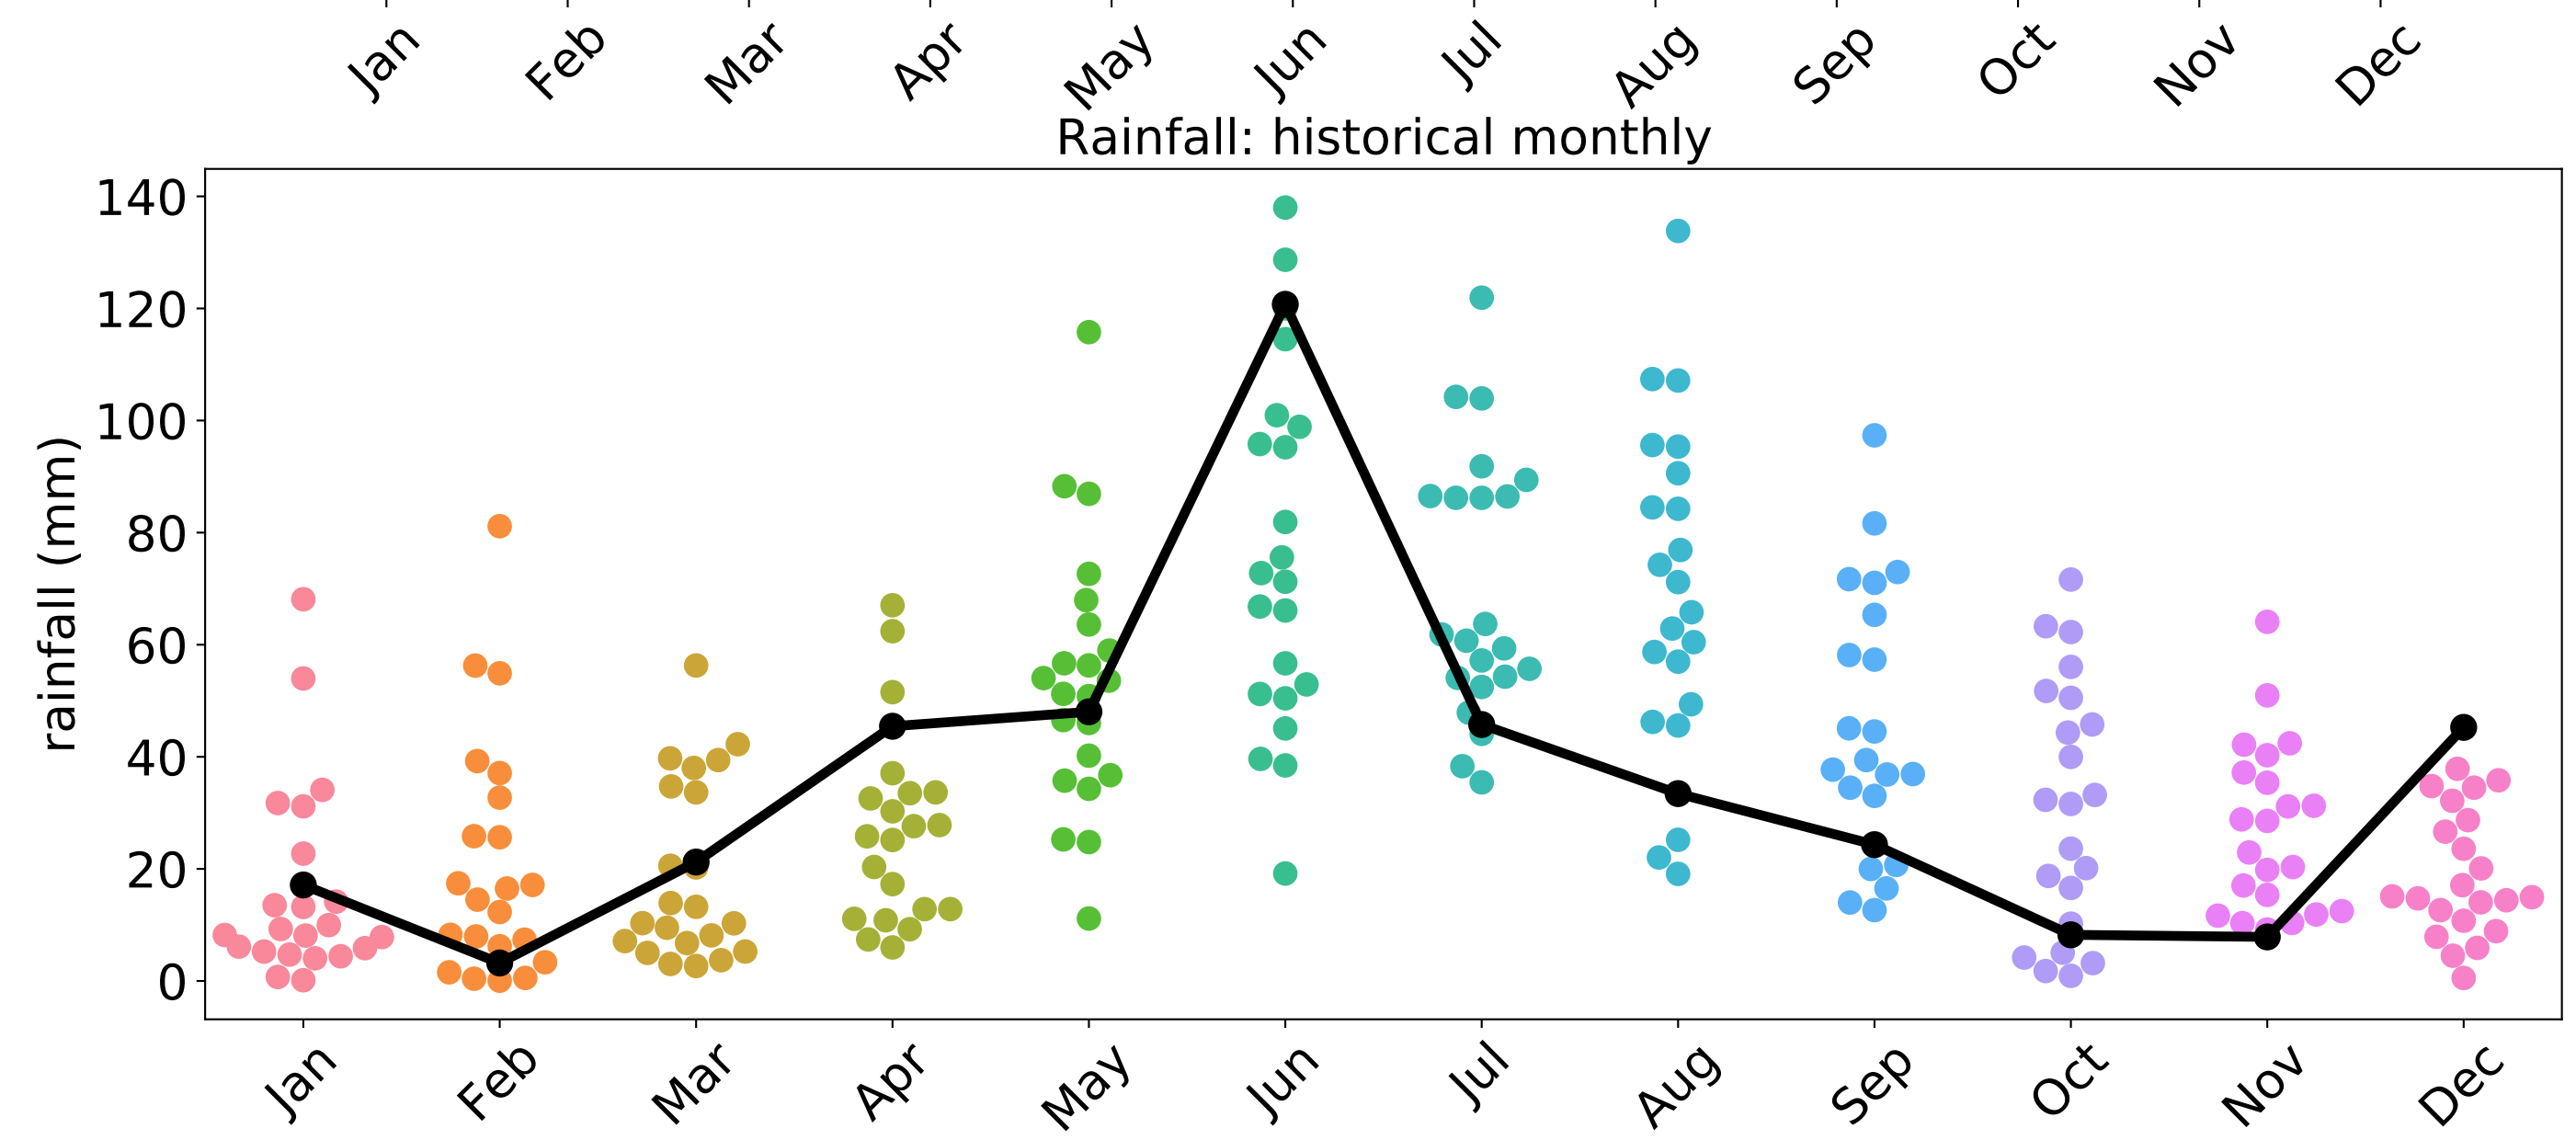 Jan Feb Mar Apr May Jun Jul Aug Sep Oct Nov Dec
Rainfall: historical monthly
rainfall (mm)
140
120
100
80
60
40
20
0
Jan Feb Mar Apr May Jun Jul Aug Sep Oct Nov Dec